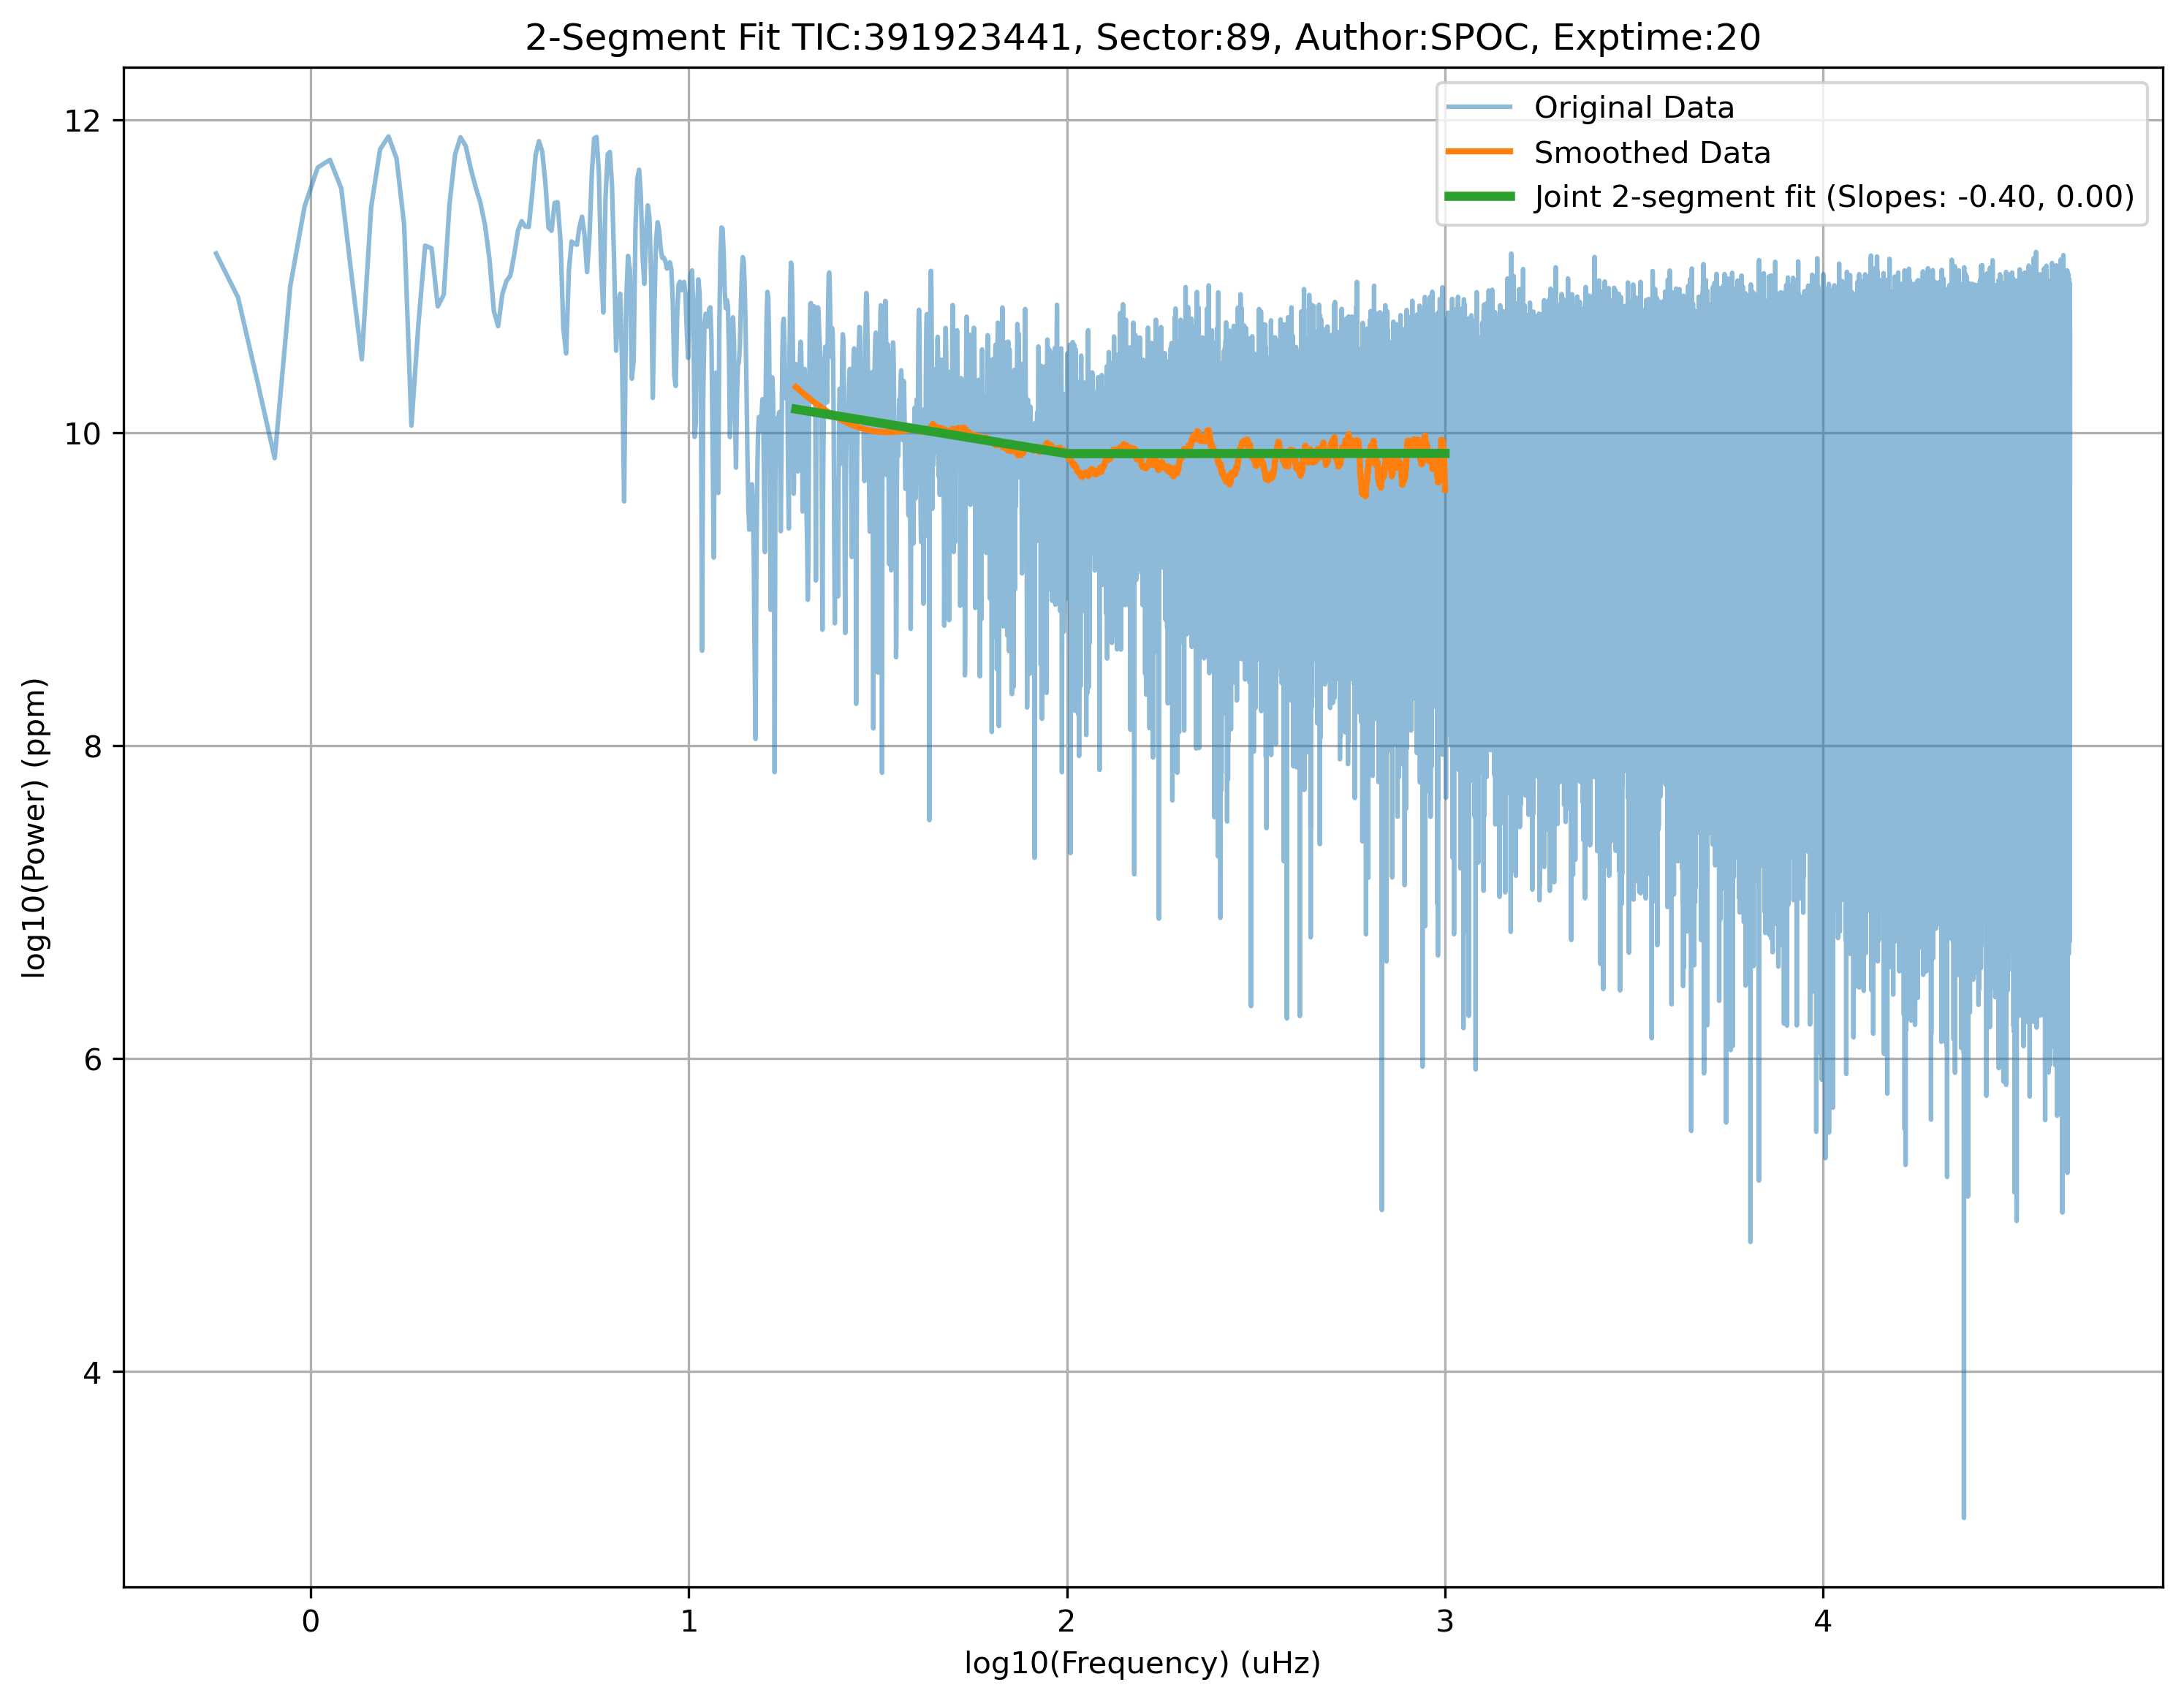 2-Segment Fit TIC:391923441, Sector:89, Author:SPOC, Exptime:20
Original Data
Smoothed Data
Joint 2-segment fit (Slopes: -0.40, 0.00)
12
10
8
6
4
log10(Power) (ppm)
0 1 2 3 4
log10(Frequency) (uHz)